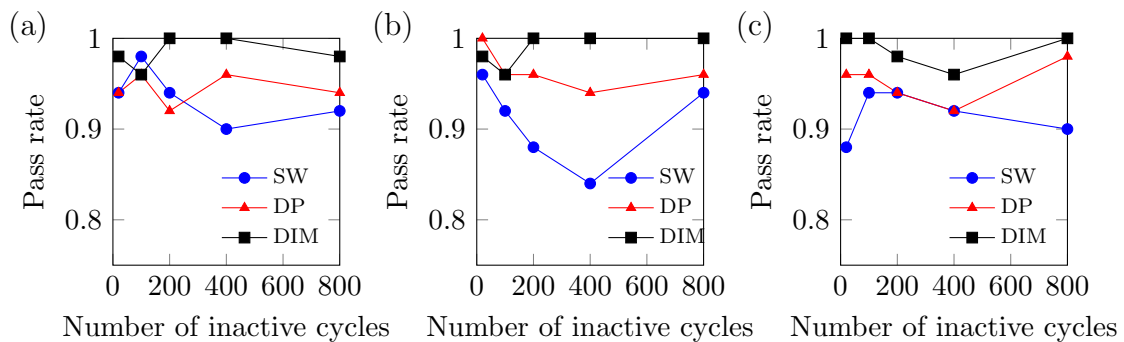 (a)
Pass rate
1
0.9
0.8
SW
DP
DIM
0 200 400 600 800
Number of inactive cycles
(b)
Pass rate
1
0.9
0.8
SW
DP
DIM
0 200 400 600 800
Number of inactive cycles
(c)
Pass rate
1
0.9
0.8
SW
DP
DIM
0 200 400 600 800
Number of inactive cycles